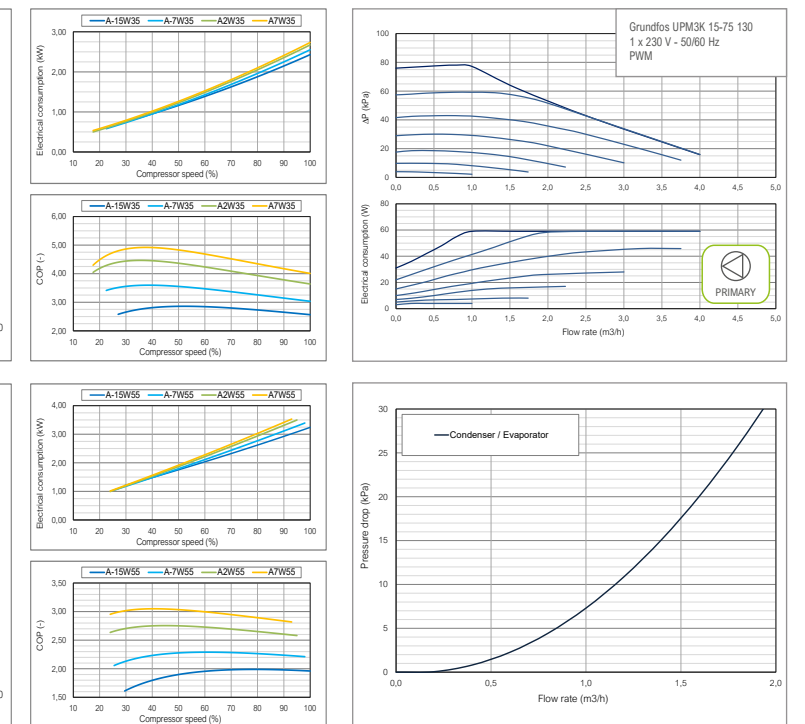 0
0
A-15W35 A-7W35 A2W35 A7W35
Electrical consumption (kW)
3,00
2,00
1,00
0,00
10 20 30 40 50 60 70 80 90 100
Compressor speed (%)
A-15W35 A-7W35 A2W35 A7W35
COP (-)
6,00
5,00
4,00
3,00
2,00
10 20 30 40 50 60 70 80 90 100
Compressor speed (%)
Grundfos UPM3K 15-75 130
1 x 230 V - 50/60 Hz
PWM
ΔP (kPa)
100
80
60
40
20
0
0,0 0,5 1,0 1,5 2,0 2,5 3,0 3,5 4,0 4,5 5,0
Electrical consumption (W)
80
60
40
20
0
0,0 0,5 1,0 1,5 2,0 2,5 3,0 3,5 4,0 4,5 5,0
Flow rate (m3/h)
PRIMARY
A-15W55 A-7W55 A2W55 A7W55
Electrical consumption (kW)
4,00
3,00
2,00
1,00
0,00
10 20 30 40 50 60 70 80 90 100
Compressor speed (%)
A-15W55 A-7W55 A2W55 A7W55
COP (-)
3,50
3,00
2,50
2,00
1,50
10 20 30 40 50 60 70 80 90 100
Compressor speed (%)
Condenser / Evaporator
Pressure drop (kPa)
30
25
20
15
10
5
0
0,0 0,5 1,0 1,5 2,0
Flow rate (m3/h)